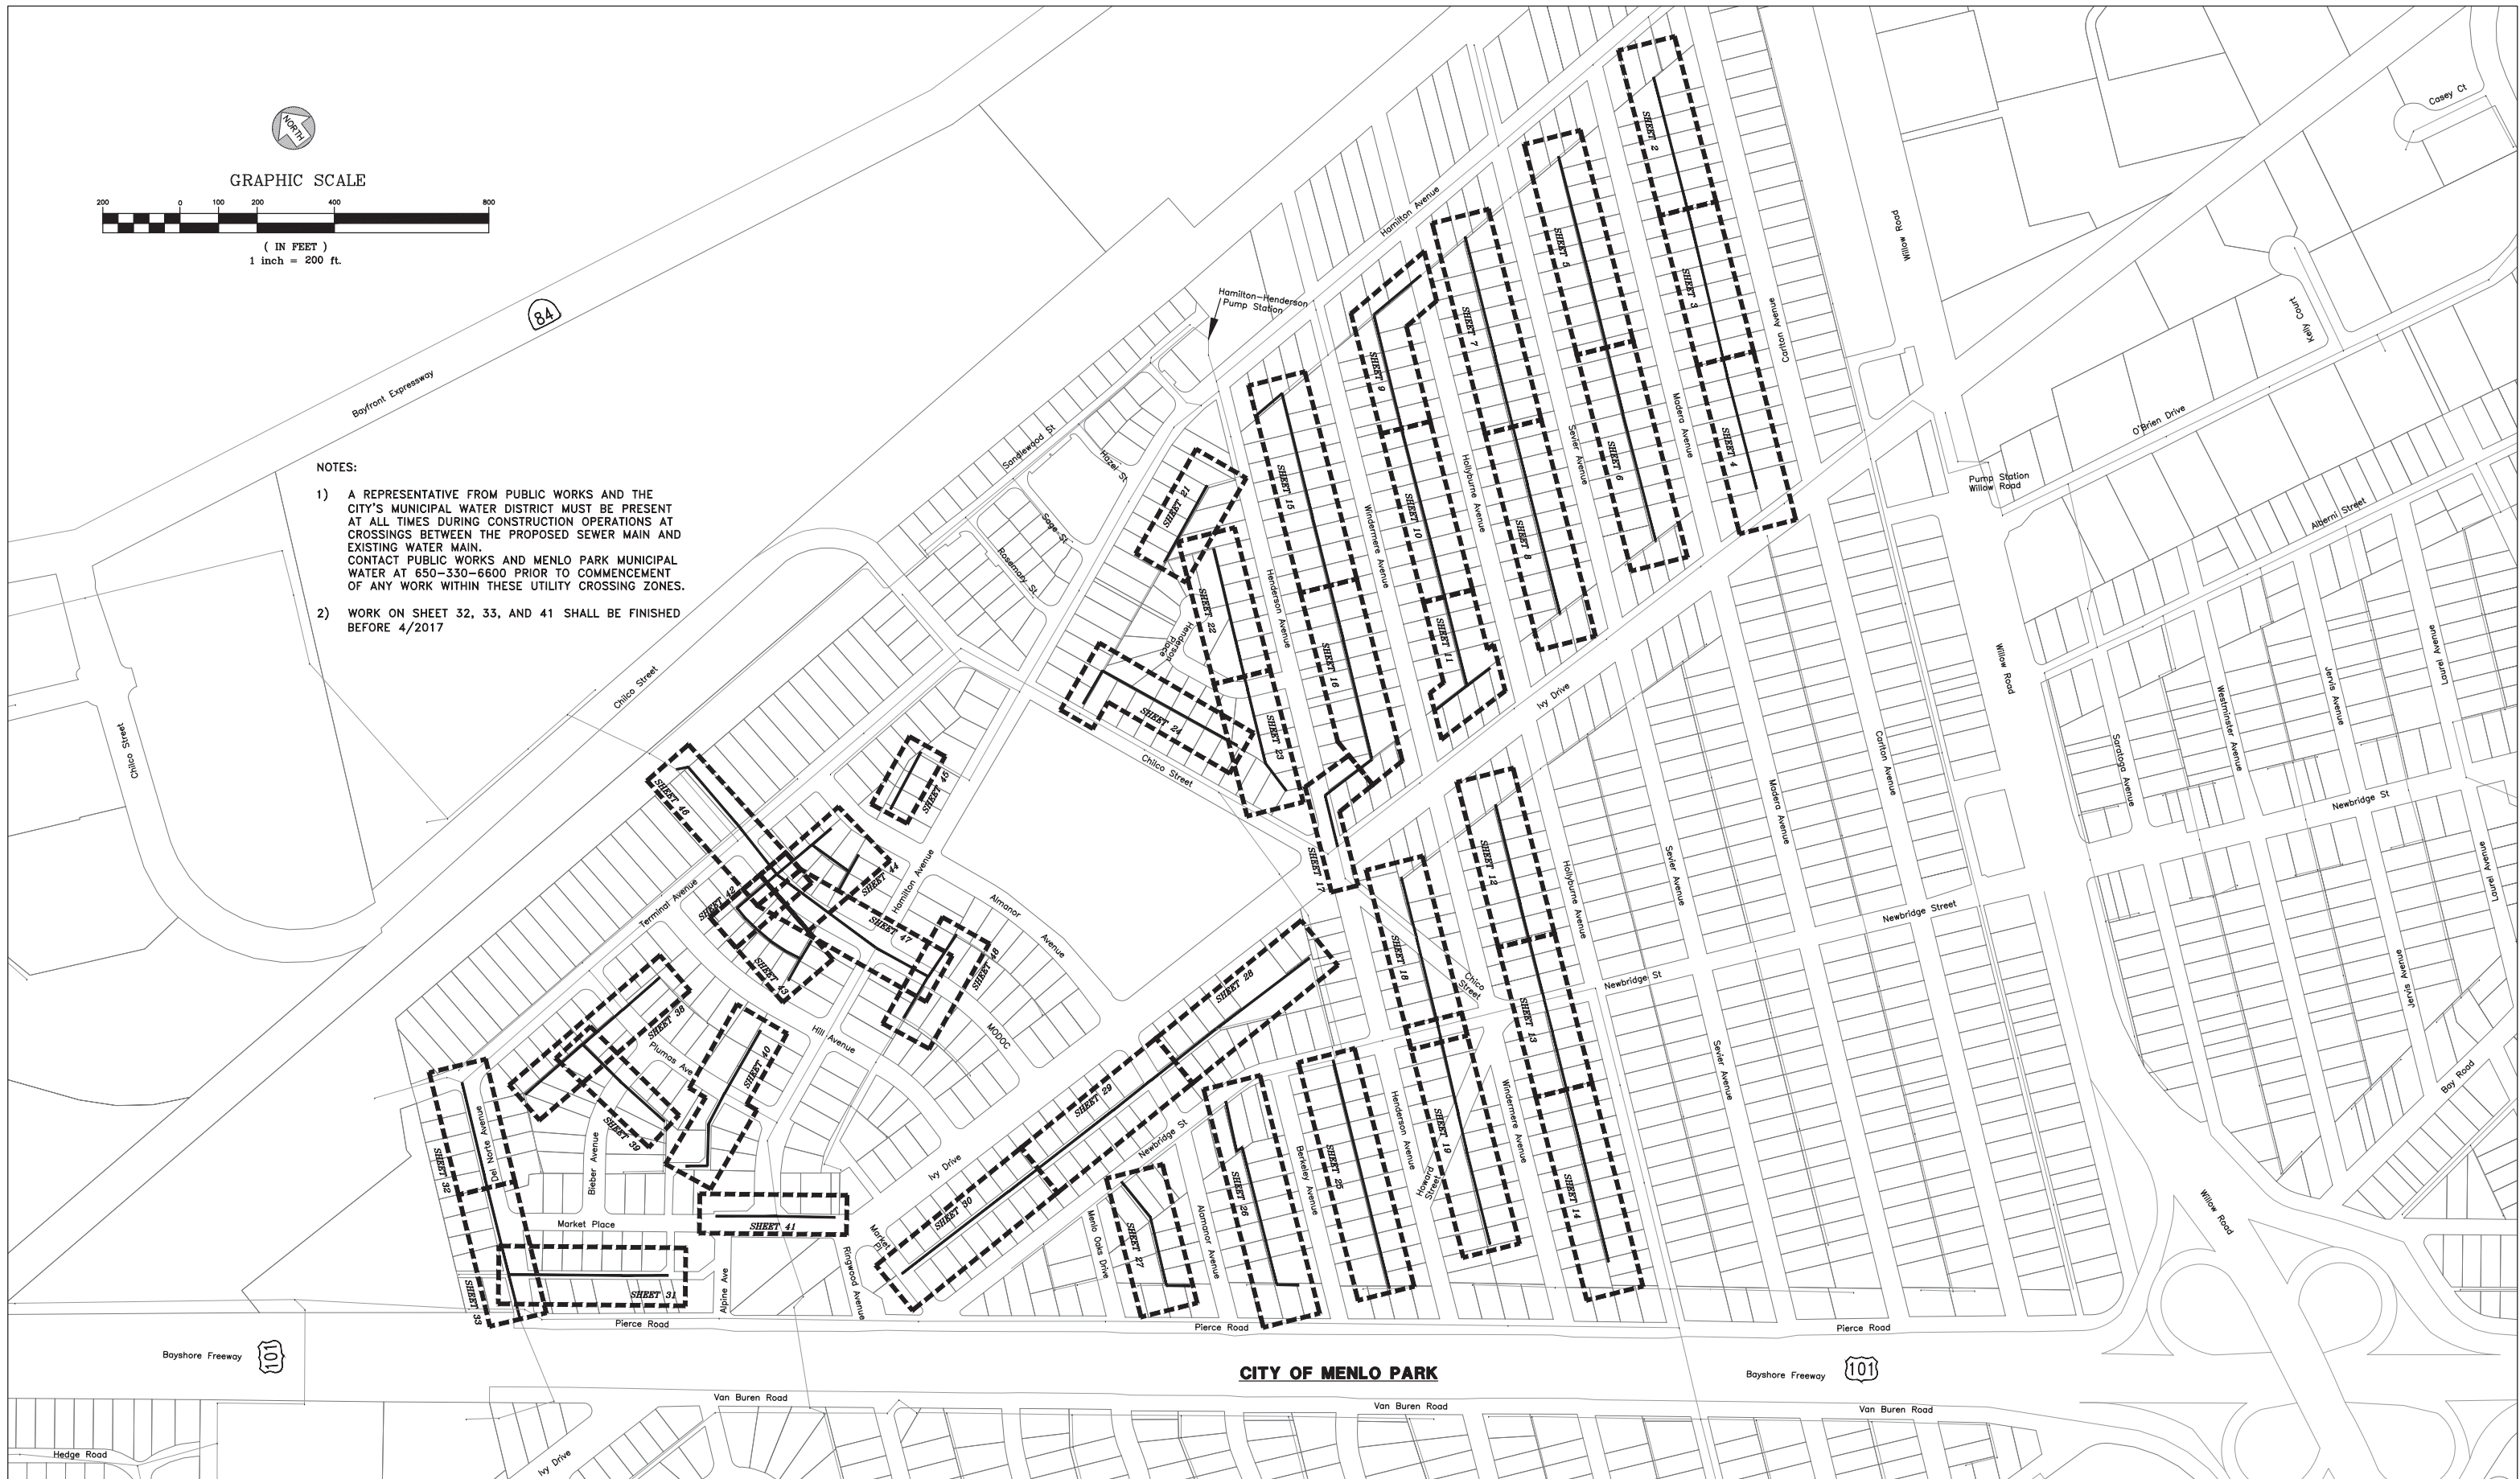 NORTH
GRAPHIC SCALE
200 0 100 200 400 800
( IN FEET )
1 inch = 200 ft.
84
Bayfront Expressway
NOTES:
1) A REPRESENTATIVE FROM PUBLIC WORKS AND THE
CITY'S MUNICIPAL WATER DISTRICT MUST BE PRESENT
AT ALL TIMES DURING CONSTRUCTION OPERATIONS AT
CROSSINGS BETWEEN THE PROPOSED SEWER MAIN AND
EXISTING WATER MAIN.
CONTACT PUBLIC WORKS AND MENLO PARK MUNICIPAL
WATER AT 650-330-6600 PRIOR TO COMMENCEMENT
OF ANY WORK WITHIN THESE UTILITY CROSSING ZONES.
2) WORK ON SHEET 32, 33, AND 41 SHALL BE FINISHED
BEFORE 4/2017
Chilco Street
Chilco Street
Hamilton-Henderson
Pump Station
Hamilton Avenue
Sandlewood St
Hazel St
Sage St
Rosemary St
Henderson
Place
Chilco Street
SHEET 2
SHEET 3
SHEET 4
SHEET 5
SHEET 6
SHEET 7
SHEET 8
SHEET 9
SHEET 10
SHEET 11
SHEET 15
SHEET 16
SHEET 17
SHEET 21
SHEET 22
SHEET 23
SHEET 24
Henderson Avenue
Windermere Avenue
Hollyburne Avenue
Sevier Avenue
Madera Avenue
Carlton Avenue
Willow Road
Casey Ct
Kelly Court
O'Brien Drive
Pump Station
Willow Road
Alberni Street
Willow Road
Ivy Drive
Saratoga Avenue
Westminster Avenue
Jervis Avenue
Laurel Avenue
Newbridge St
Laurel Avenue
Jervis Avenue
Bay Road
Willow Road
SHEET 46
SHEET 45
SHEET 44
SHEET 42
SHEET 43
SHEET 47
SHEET 48
Terminal Avenue
Hamilton Avenue
Almanor
Avenue
MODOC
Hill Avenue
SHEET 38
SHEET 39
SHEET 40
Plumas Ave
SHEET 32
SHEET 33
Del Norte Avenue
Bieber Avenue
Market Place
SHEET 41
SHEET 31
Alpine Ave
Ringwood Avenue
Market
Pl
Ivy Drive
SHEET 28
SHEET 29
SHEET 30
Newbridge St
Menlo Oaks Drive
SHEET 27
Alamanor Avenue
SHEET 26
Berkeley Avenue
SHEET 25
Henderson Avenue
Howard
Street
SHEET 18
SHEET 19
Chico
Street
Windermere Avenue
SHEET 12
SHEET 13
SHEET 14
Hollyburne Avenue
Newbridge St
Sevier Avenue
Sevier Avenue
Madera Avenue
Carlton Avenue
Newbridge Street
Pierce Road
Pierce Road
Pierce Road
Bayshore Freeway
101
CITY OF MENLO PARK
Bayshore Freeway
101
Van Buren Road
Van Buren Road
Van Buren Road
Hedge Road
Ivy Drive